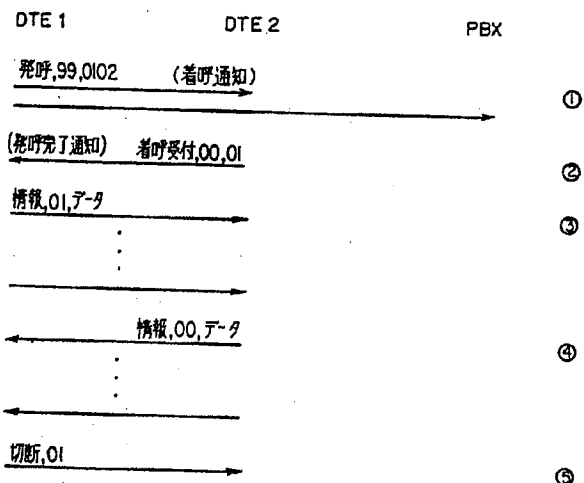 DTE 1 DTE 2 PBX
発呼,99,0102 (着呼通知)
①
(発呼完了通知) 着呼受付,00,01
②
情報,01,データ
③
情報,00,データ
④
切断,01
⑤